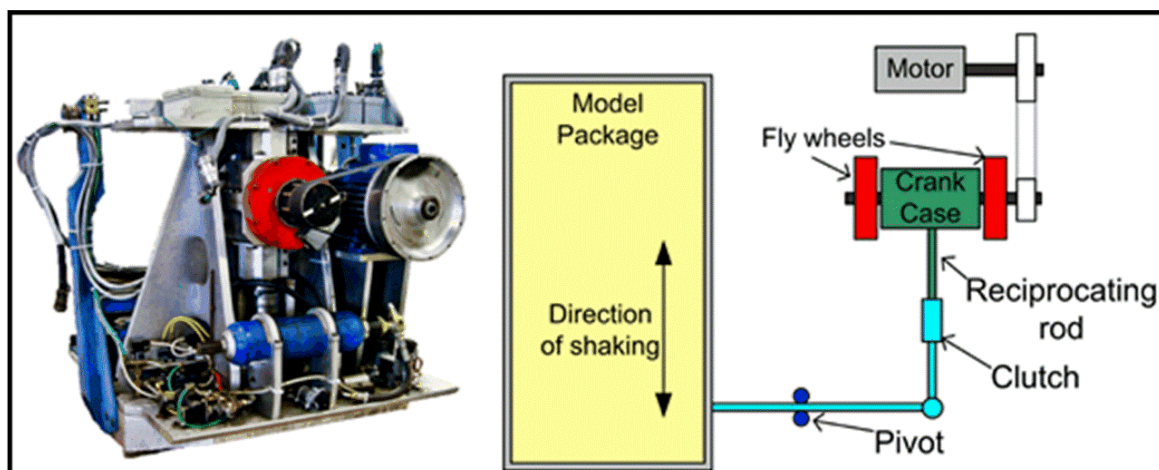 Model
Package
Direction
of shaking
Motor
Fly wheels
Crank
Case
Reciprocating
rod
Clutch
Pivot